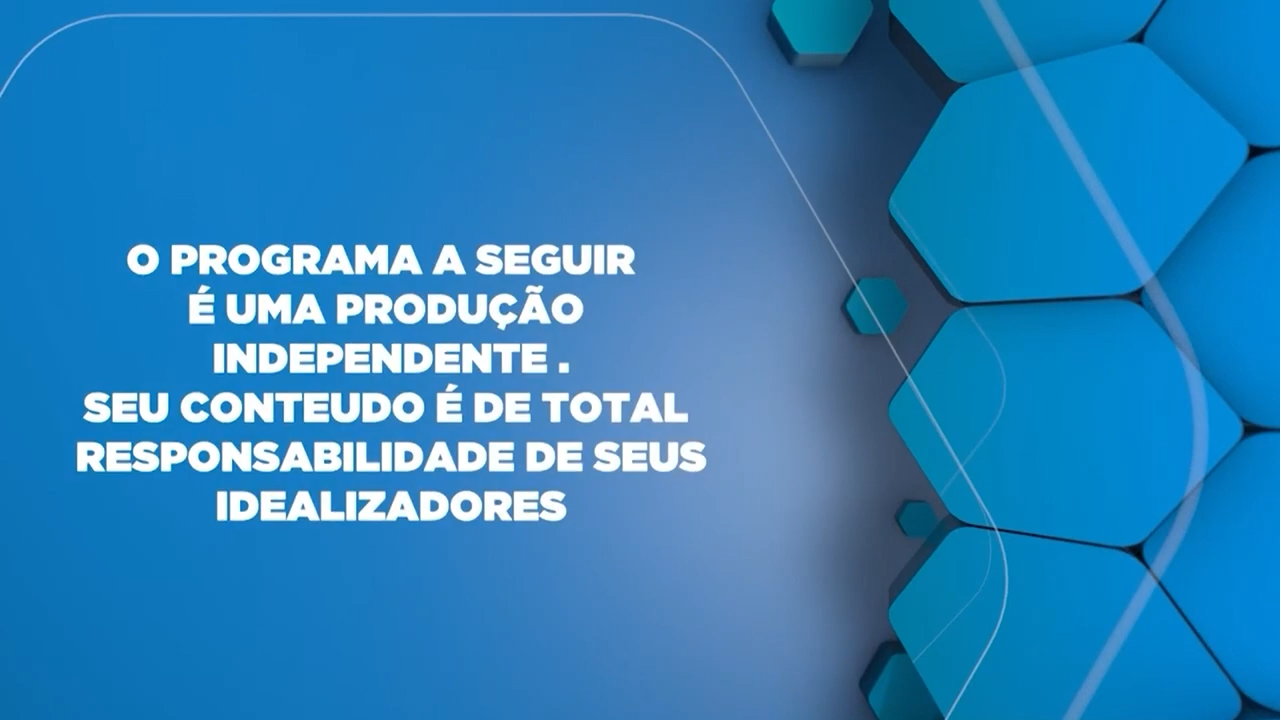 O PROGRAMA A SEGUIR
É UMA PRODUÇÃO
INDEPENDENTE .
SEU CONTEUDO É DE TOTAL
RESPONSABILIDADE DE SEUS
IDEALIZADORES